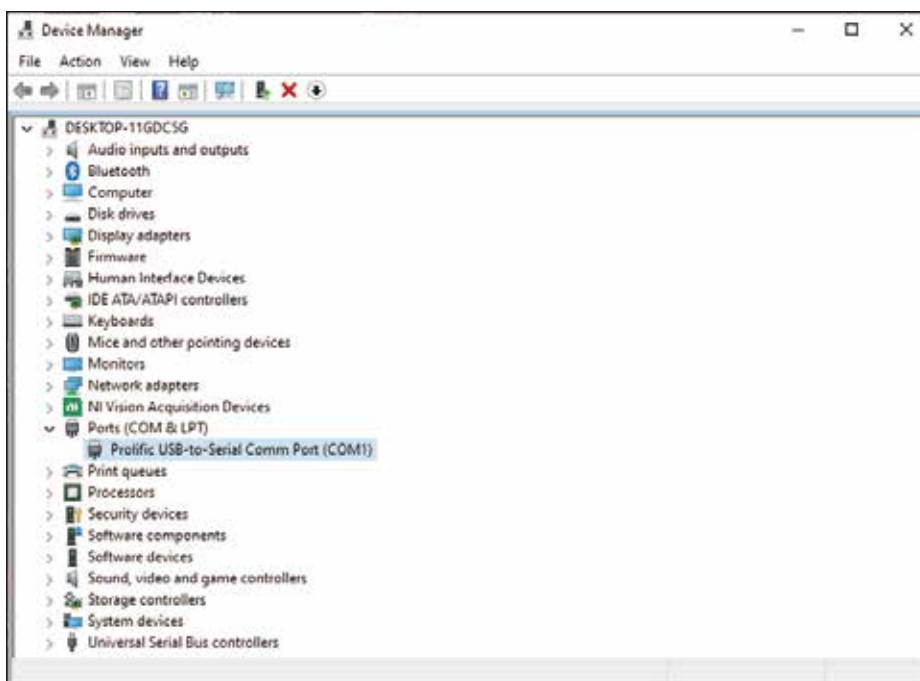 Device Manager
File Action View Help
DESKTOP-11GDCSG
Audio inputs and outputs
Bluetooth
Computer
Disk drives
Display adapters
Firmware
Human Interface Devices
IDE ATA/ATAPI controllers
Keyboards
Mice and other pointing devices
Monitors
Network adapters
NI Vision Acquisition Devices
Ports (COM & LPT)
Prolific USB-to-Serial Comm Port (COM1)
Print queues
Processors
Security devices
Software components
Software devices
Sound, video and game controllers
Storage controllers
System devices
Universal Serial Bus controllers